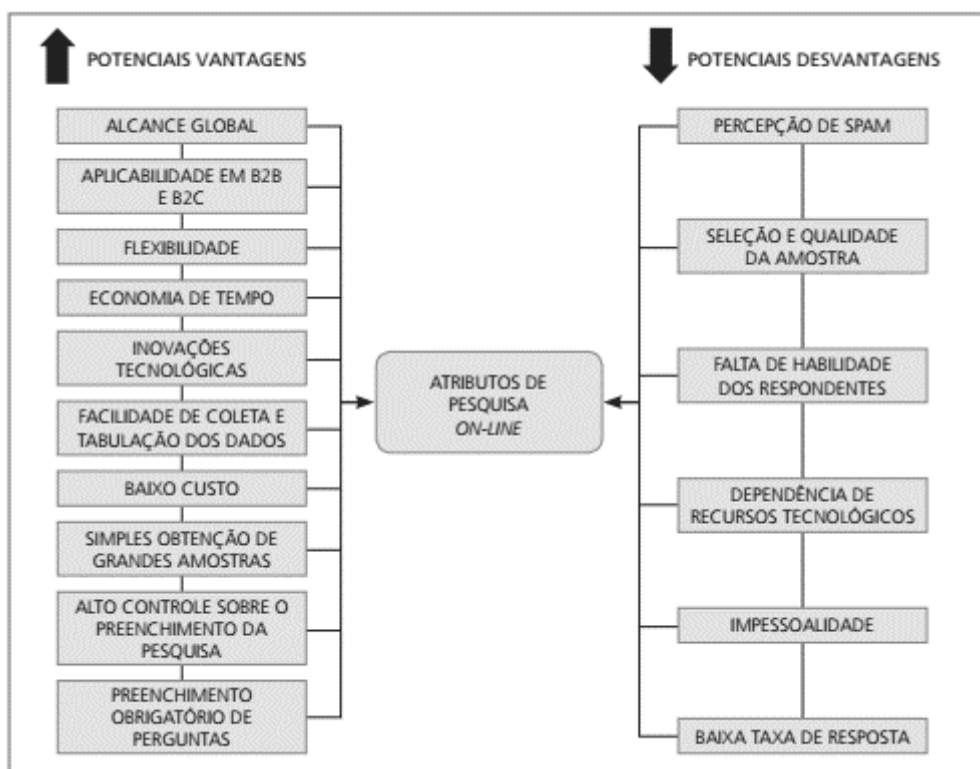 POTENCIAIS VANTAGENS
ALCANCE GLOBAL
APLICABILIDADE EM B2B
E B2C
FLEXIBILIDADE
ECONOMIA DE TEMPO
INOVAÇÕES
TECNOLÓGICAS
FACILIDADE DE COLETA E
TABULAÇÃO DOS DADOS
BAIXO CUSTO
SIMPLES OBTENÇÃO DE
GRANDES AMOSTRAS
ALTO CONTROLE SOBRE O
PREENCHIMENTO DA
PESQUISA
PREENCHIMENTO
OBRIGATÓRIO DE
PERGUNTAS
ATRIBUTOS DE
PESQUISA
ON-LINE
POTENCIAIS DESVANTAGENS
PERCEPÇÃO DE SPAM
SELEÇÃO E QUALIDADE
DA AMOSTRA
FALTA DE HABILIDADE
DOS RESPONDENTES
DEPENDÊNCIA DE
RECURSOS TECNOLÓGICOS
IMPESSOALIDADE
BAIXA TAXA DE RESPOSTA